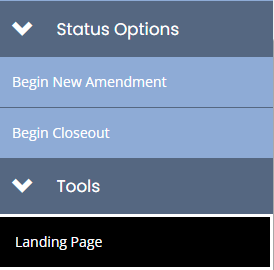 Status Options
Begin New Amendment
Begin Closeout
Tools
Landing Page